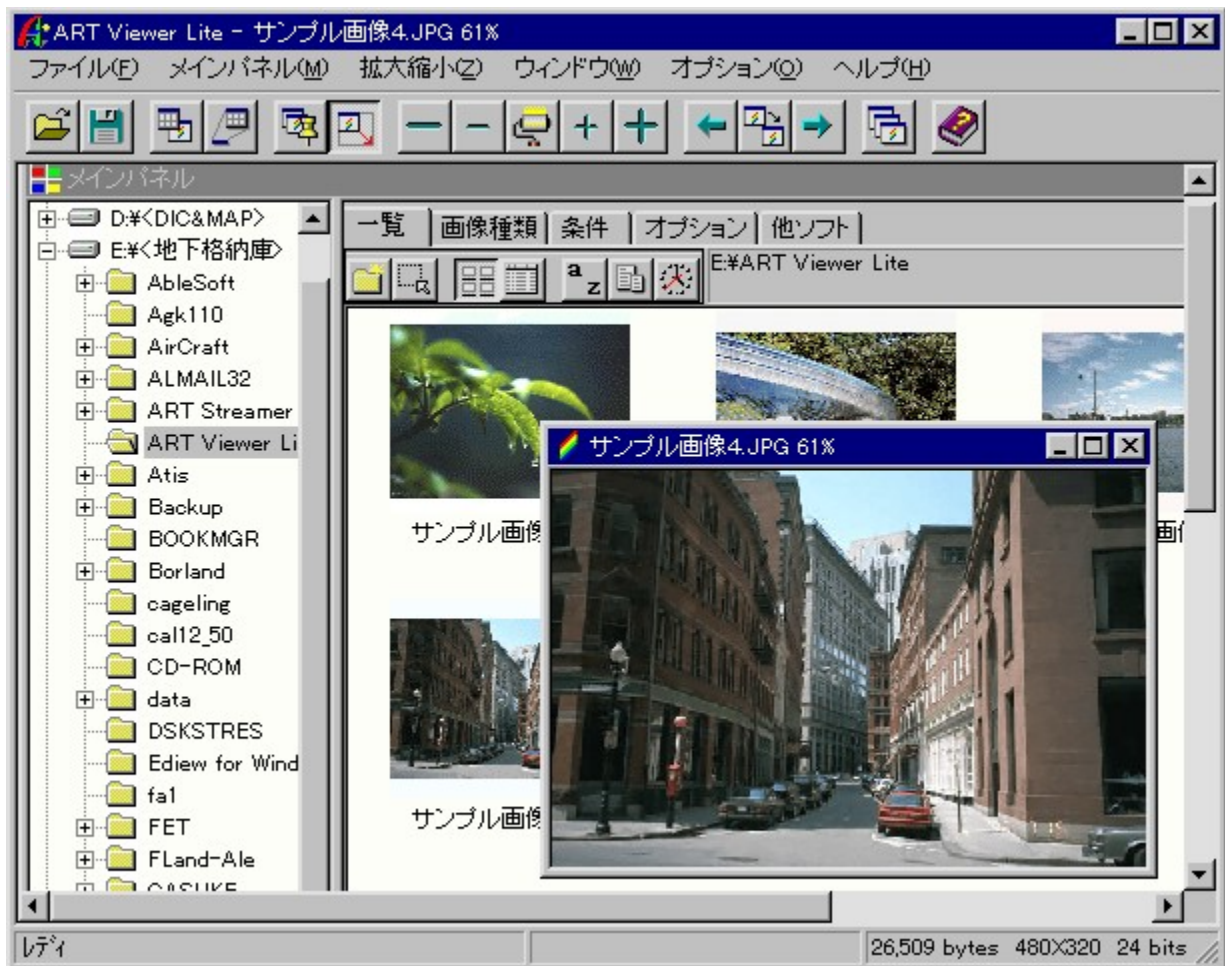 ART Viewer Lite - サンプル画像4.JPG 61%
ファイル(F) メインパネル(M) 拡大縮小(Z) ウィンドウ(W) オプション(O) ヘルプ(H)
メインパネル
D:¥<DIC&MAP>
E:¥<地下格納庫>
AbleSoft
Agk110
AirCraft
ALMAIL32
ART Streamer
ART Viewer Li
Atis
Backup
BOOKMGR
Borland
cageling
cal12_50
CD-ROM
data
DSKSTRES
Ediew for Wind
fa1
FET
FLand-Ale
一覧 画像種類 条件 オプション 他ソフト
a z
E:¥ART Viewer Lite
サンプル画像
サンプル画像4.JPG 61%
サンプル画像
レディ
26,509 bytes 480X320 24 bits